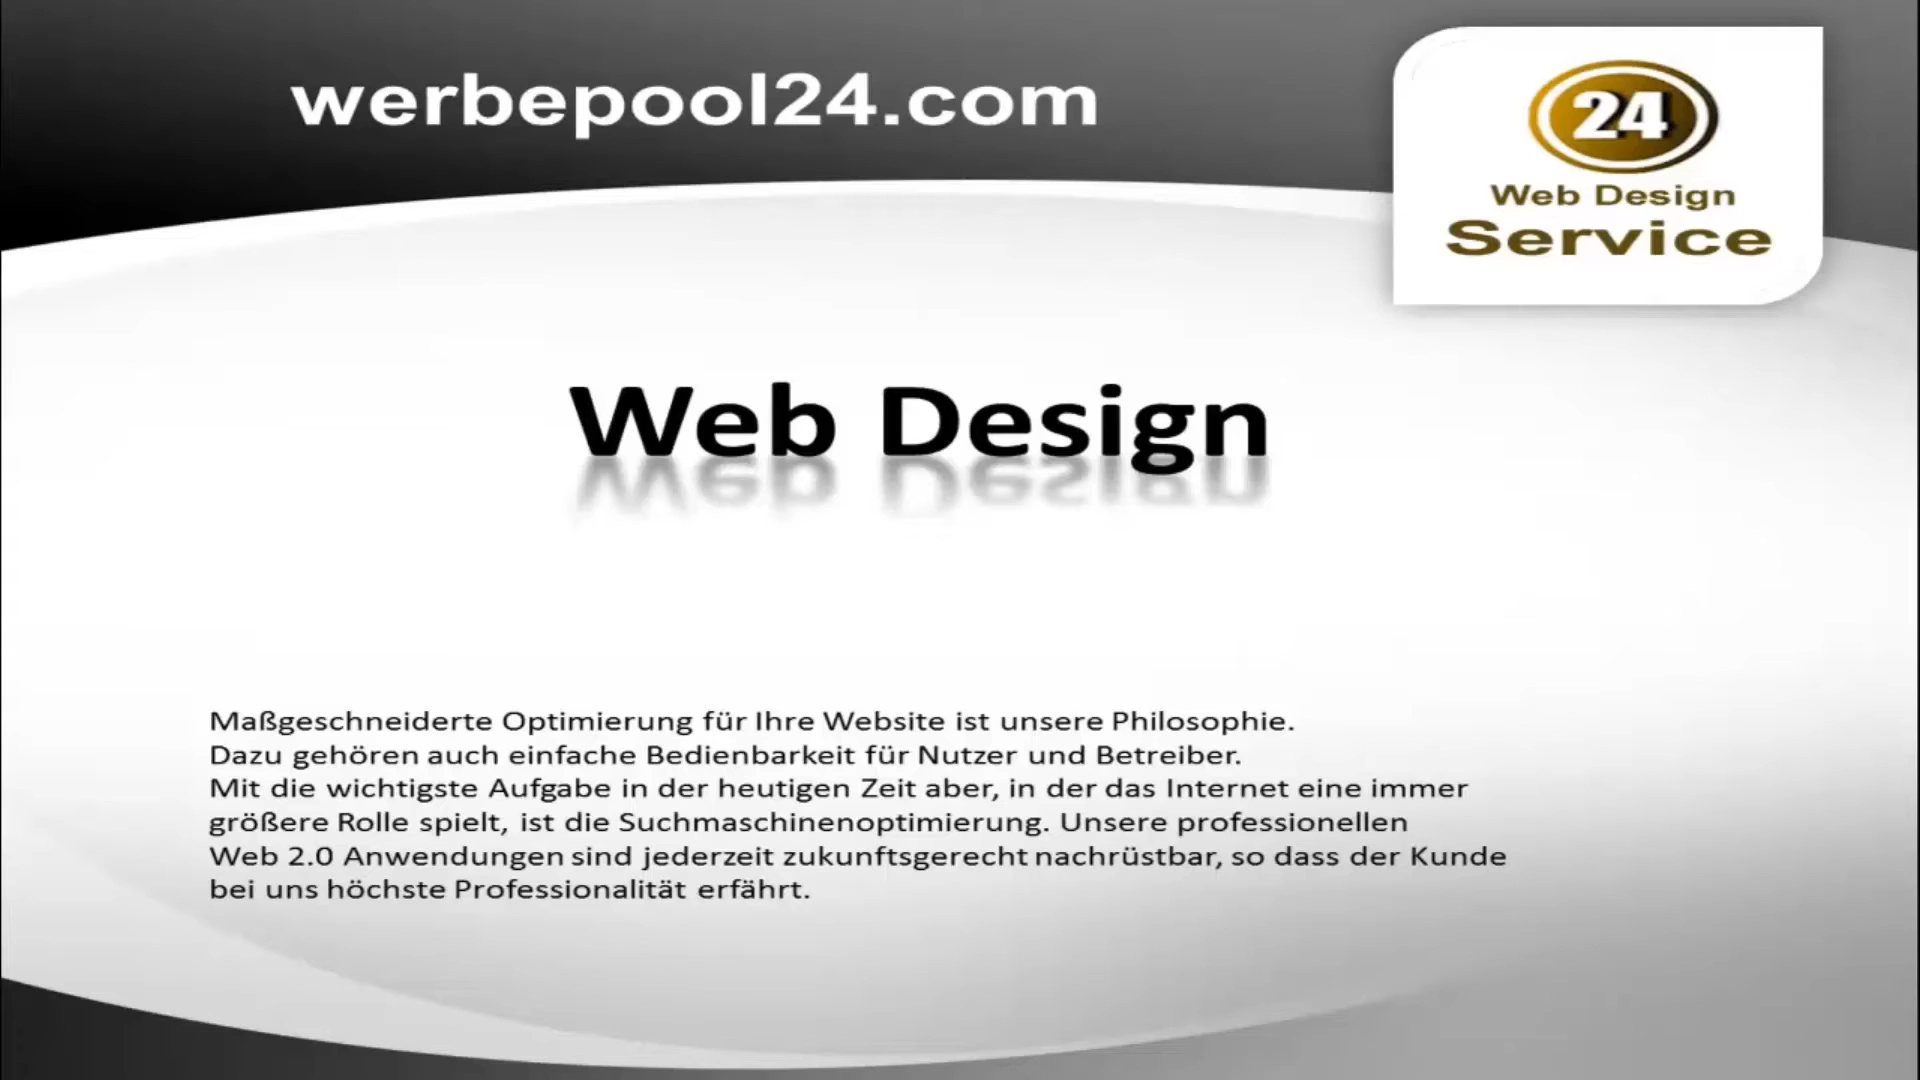 werbepool24.com
24
Web Design
Service
Web Design
Maßgeschneiderte Optimierung für Ihre Website ist unsere Philosophie.
Dazu gehören auch einfache Bedienbarkeit für Nutzer und Betreiber.
Mit die wichtigste Aufgabe in der heutigen Zeit aber, in der das Internet eine immer
größere Rolle spielt, ist die Suchmaschinenoptimierung. Unsere professionellen
Web 2.0 Anwendungen sind jederzeit zukunftsgerecht nachrüstbar, so dass der Kunde
bei uns höchste Professionalität erfährt.